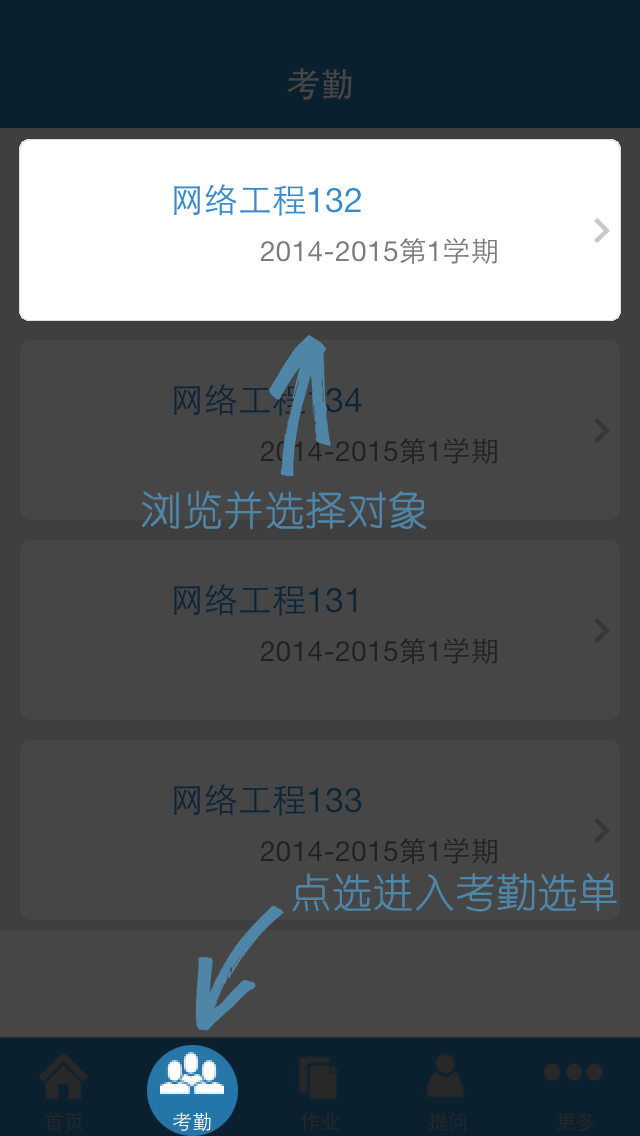 考勤
网络工程132
2014-2015第1学期
网络工程134
2014-2015第1学期
浏览并选择对象
网络工程131
2014-2015第1学期
网络工程133
2014-2015第1学期
点选进入考勤选单
首页
考勤
作业
提问
更多